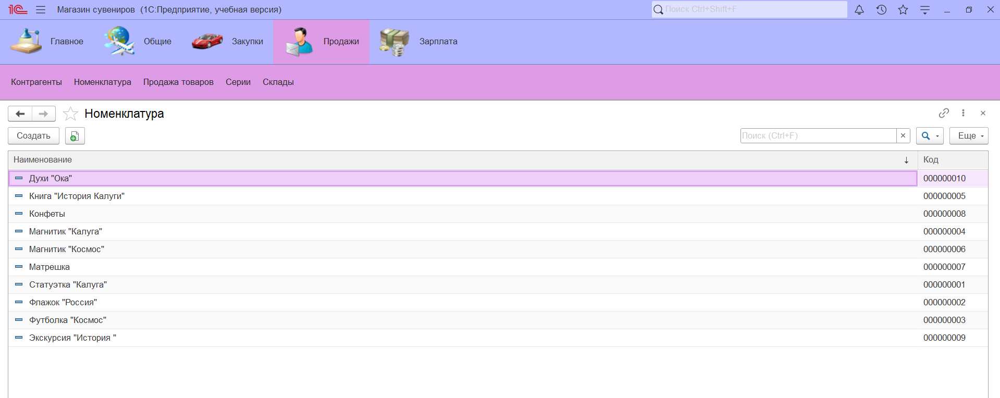 1С Магазин сувениров (1С:Предприятие, учебная версия) Поиск Ctrl+Shift+F
Главное Общие Закупки Продажи Зарплата
Контрагенты Номенклатура Продажа товаров Серии Склады
Номенклатура
Создать Поиск (Ctrl+F) Еще
Наименование Код
Духи "Ока" 000000010
Книга "История Калуги" 000000005
Конфеты 000000008
Магнитик "Калуга" 000000004
Магнитик "Космос" 000000006
Матрешка 000000007
Статуэтка "Калуга" 000000001
Флажок "Россия" 000000002
Футболка "Космос" 000000003
Экскурсия "История " 000000009